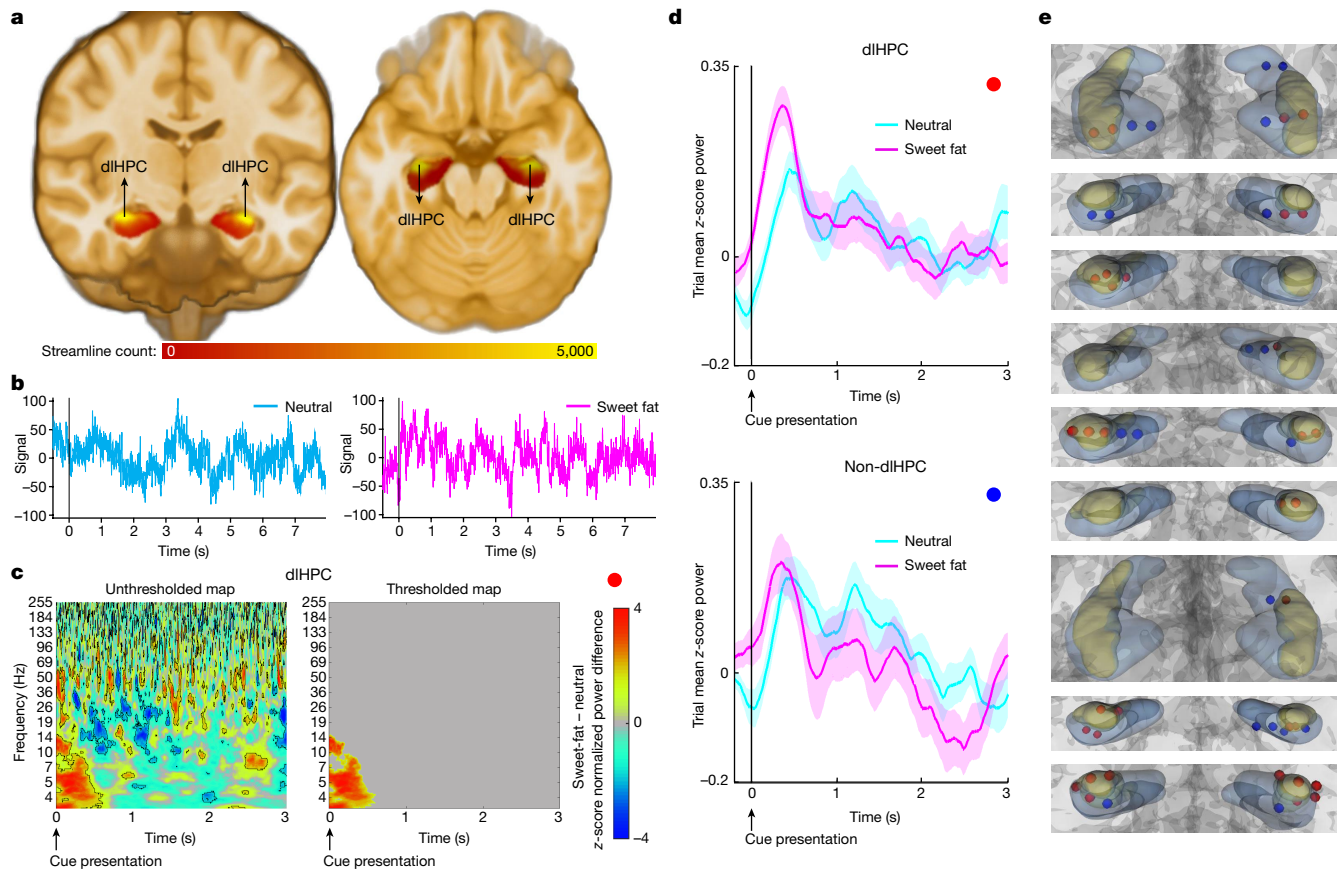 a
dlHPC
dlHPC
dlHPC
dlHPC
Streamline count:
0
5,000
b
Signal
100
50
0
−50
−100
Neutral
0
1
2
3
4
5
6
7
Time (s)
Signal
100
50
0
−50
−100
Sweet fat
0
1
2
3
4
5
6
7
Time (s)
c
dlHPC
Unthresholded map
Frequency (Hz)
255
184
133
96
69
50
36
26
19
14
10
7
5
4
0
1
2
3
Time (s)
Cue presentation
Thresholded map
255
184
133
96
69
50
36
26
19
14
10
7
5
4
0
1
2
3
Time (s)
Cue presentation
4
0
−4
Sweet-fat – neutral
z-score normalized power difference
d
dlHPC
Trial mean z-score power
0.35
0
−0.2
Neutral
Sweet fat
0
1
2
3
Time (s)
Cue presentation
Non-dlHPC
Trial mean z-score power
0.35
0
−0.2
Neutral
Sweet fat
0
1
2
3
Time (s)
Cue presentation
e